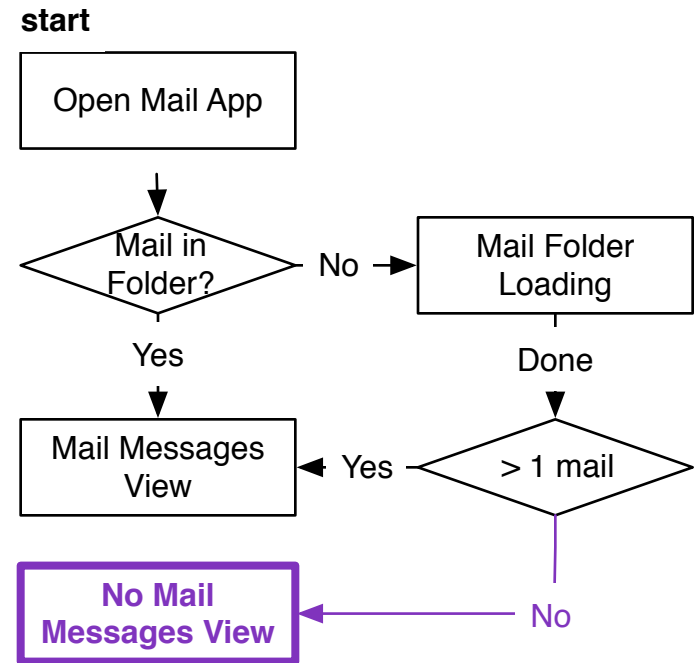 start
Open Mail App
Mail in
Folder?
No
Mail Folder
Loading
Yes
Done
Mail Messages
View
Yes
> 1 mail
No Mail
Messages View
No